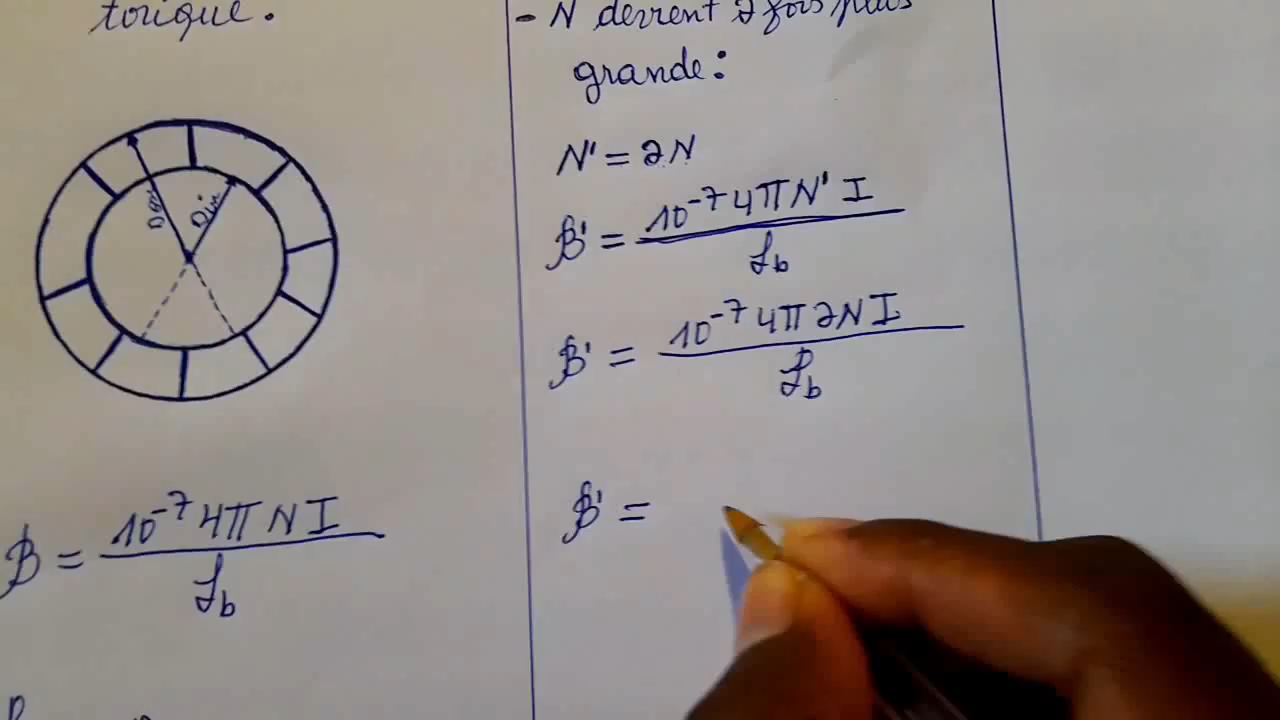 torique.
B = 10⁻⁷ 4π N I / L_b
- N devient 2 fois plus
grande :
N' = 2N
B' = 10⁻⁷ 4π N' I / L_b
B' = 10⁻⁷ 4π 2N I / L_b
B' =